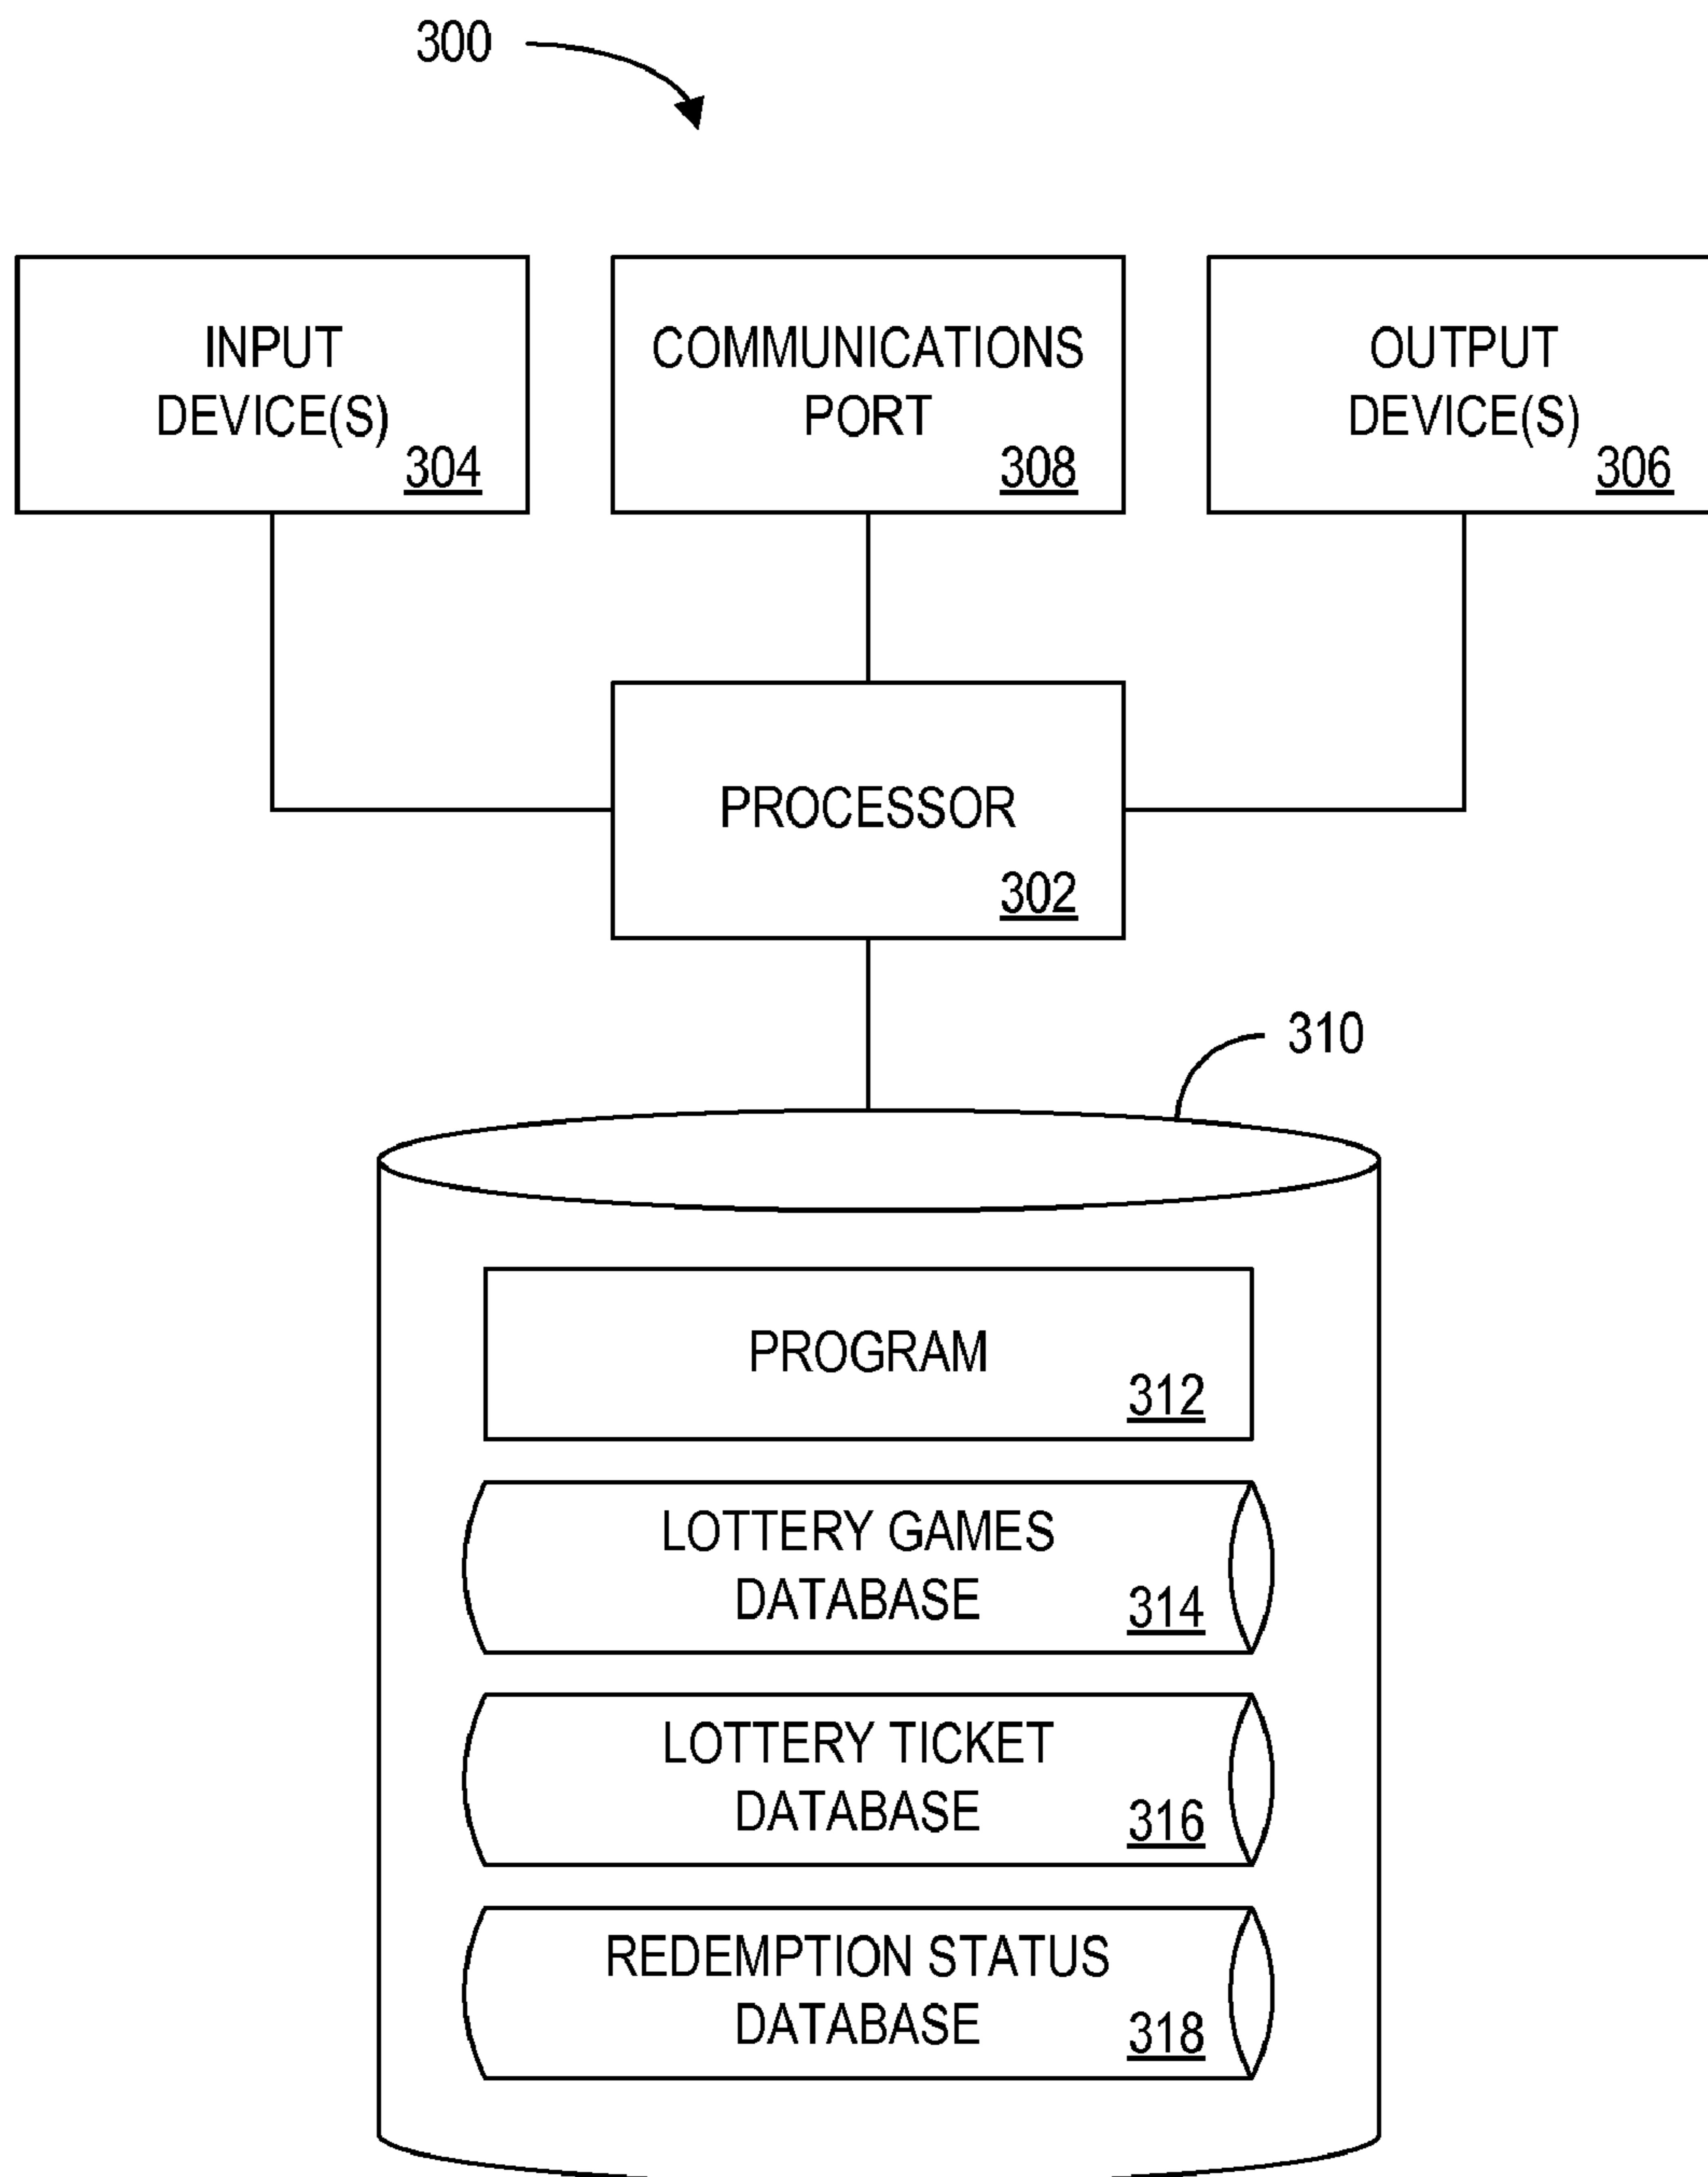 300
INPUT
DEVICE(S)
304
COMMUNICATIONS
PORT
308
OUTPUT
DEVICE(S)
306
PROCESSOR
302
310
PROGRAM
312
LOTTERY GAMES
DATABASE
314
LOTTERY TICKET
DATABASE
316
REDEMPTION STATUS
DATABASE
318